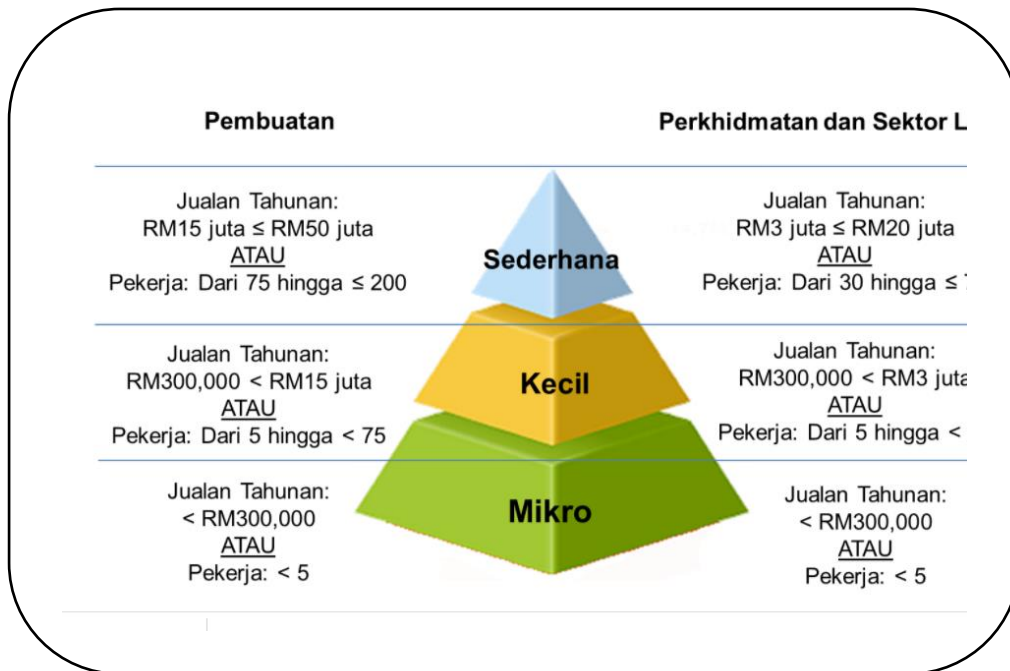 Pembuatan
Perkhidmatan dan Sektor L
Jualan Tahunan:
RM15 juta ≤ RM50 juta
ATAU
Pekerja: Dari 75 hingga ≤ 200
Sederhana
Jualan Tahunan:
RM3 juta ≤ RM20 juta
ATAU
Pekerja: Dari 30 hingga ≤
Jualan Tahunan:
RM300,000 < RM15 juta
ATAU
Pekerja: Dari 5 hingga < 75
Kecil
Jualan Tahunan:
RM300,000 < RM3 juta
ATAU
Pekerja: Dari 5 hingga <
Jualan Tahunan:
< RM300,000
ATAU
Pekerja: < 5
Mikro
Jualan Tahunan:
< RM300,000
ATAU
Pekerja: < 5